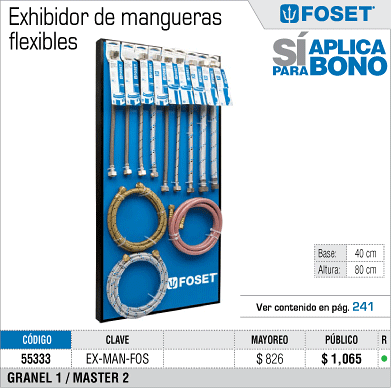 Exhibidor de mangueras
flexibles
FOSET®
SÍ APLICA
PARA BONO
FOSET®
FOSET®
Base: 40 cm
Altura: 80 cm
Ver contenido en pág. 241
CÓDIGO CLAVE MAYOREO PÚBLICO R
55333 EX-MAN-FOS $ 826 $ 1,065
GRANEL 1 / MASTER 2